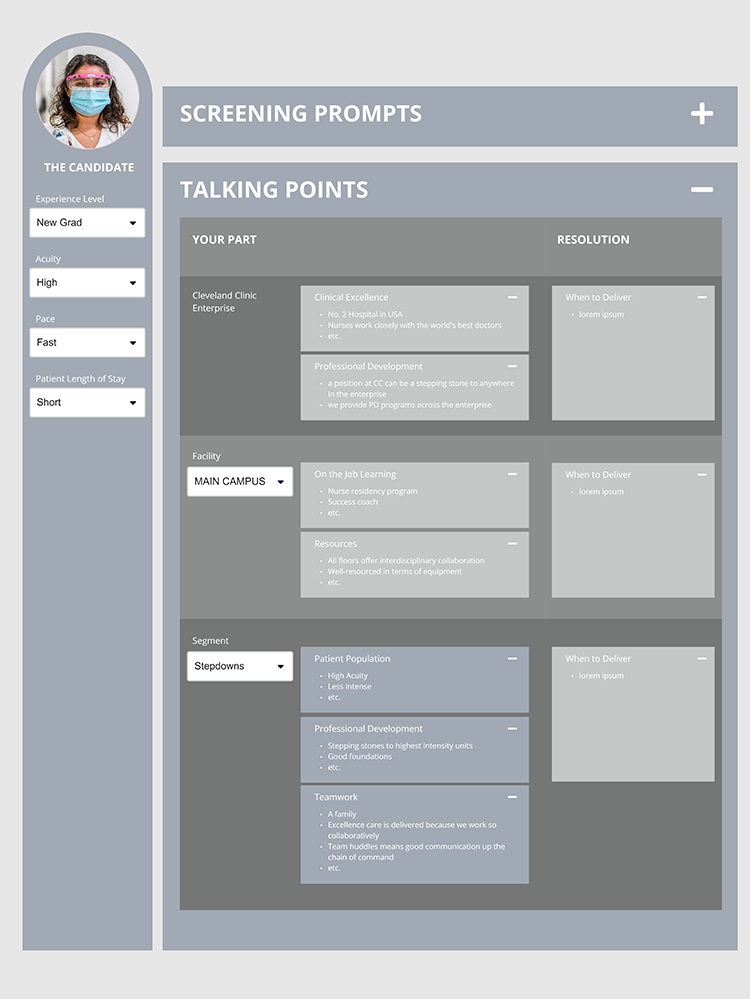 THE CANDIDATE
Experience Level
New Grad
Acuity
High
Pace
Fast
Patient Length of Stay
Short
SCREENING PROMPTS
TALKING POINTS
YOUR PART
RESOLUTION
Cleveland Clinic
Enterprise
Clinical Excellence
No. 2 Hospital in USA
Nurses work closely with the world's best doctors
etc.
Professional Development
a position at CC can be a stepping stone to anywhere
in the enterprise
we provide PD programs across the enterprise
When to Deliver
lorem ipsum
Facility
MAIN CAMPUS
On the Job Learning
Nurse residency program
Success coach
etc.
Resources
All floors offer interdisciplinary collaboration
Well-resourced in terms of equipment
etc.
When to Deliver
lorem ipsum
Segment
Stepdowns
Patient Population
High Acuity
Less Intense
etc.
Professional Development
Stepping stones to highest intensity units
Good foundations
etc.
Teamwork
A family
Excellence care is delivered because we work so
collaboratively
Team huddles means good communication up the
chain of command
etc.
When to Deliver
lorem ipsum